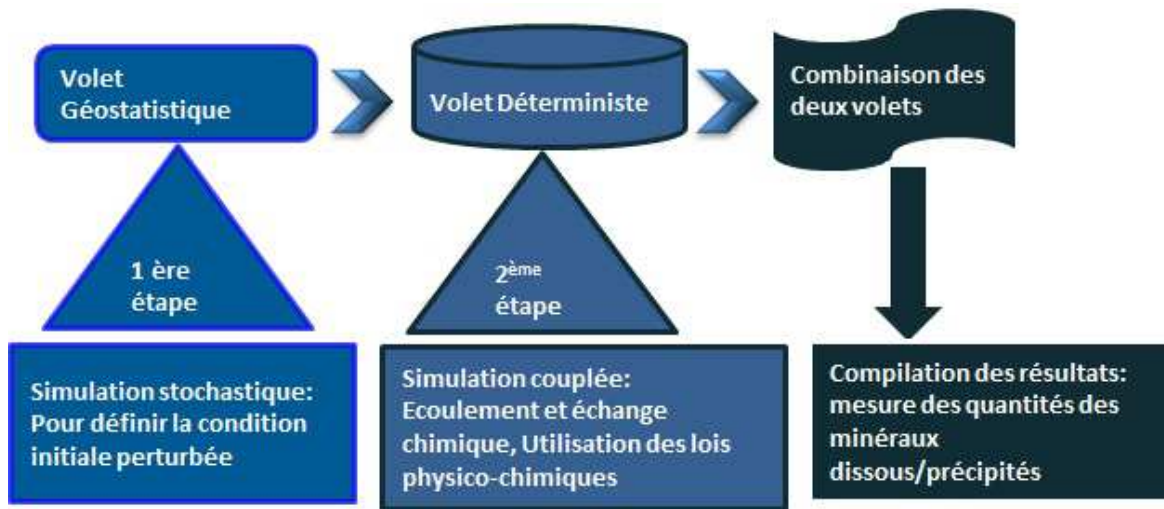 Volet
Géostatistique
Volet Déterministe
Combinaison des
deux volets
1 ère
étape
2ème
étape
Simulation stochastique:
Pour définir la condition
initiale perturbée
Simulation couplée:
Ecoulement et échange
chimique, Utilisation des lois
physico-chimiques
Compilation des résultats:
mesure des quantités des
minéraux
dissous/précipités